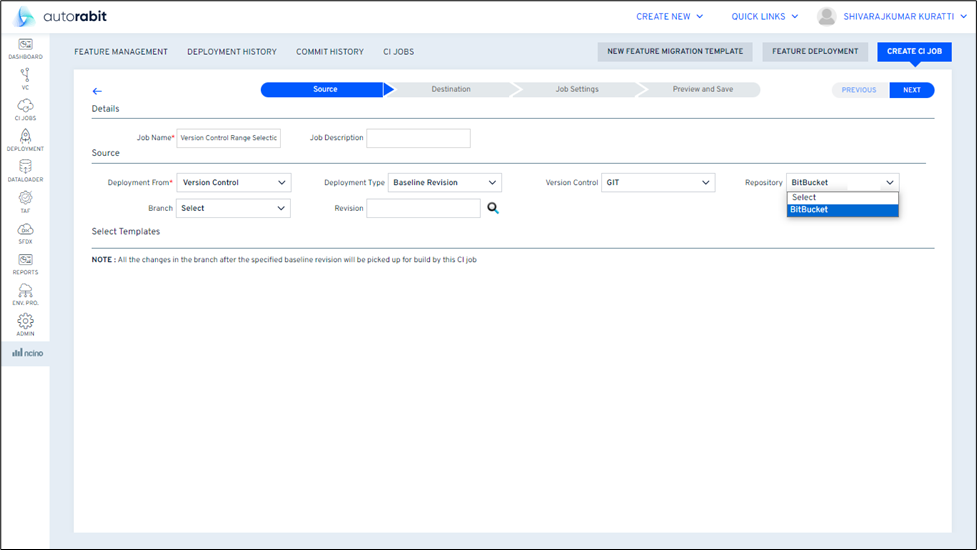 autorabit
CREATE NEW
QUICK LINKS
SHIVARAJKUMAR KURATTI
DASHBOARD
VC
CI JOBS
DEPLOYMENT
DATALOADER
TAF
SFDX
REPORTS
ENV. PRO.
ADMIN
ncino
FEATURE MANAGEMENT
DEPLOYMENT HISTORY
COMMIT HISTORY
CI JOBS
NEW FEATURE MIGRATION TEMPLATE
FEATURE DEPLOYMENT
CREATE CI JOB
Source
Destination
Job Settings
Preview and Save
PREVIOUS
NEXT
Details
Job Name* Version Control Range Selectic
Job Description
Source
Deployment From* Version Control
Deployment Type Baseline Revision
Version Control GIT
Repository BitBucket
Select
BitBucket
Branch Select
Revision
Select Templates
NOTE : All the changes in the branch after the specified baseline revision will be picked up for build by this CI job